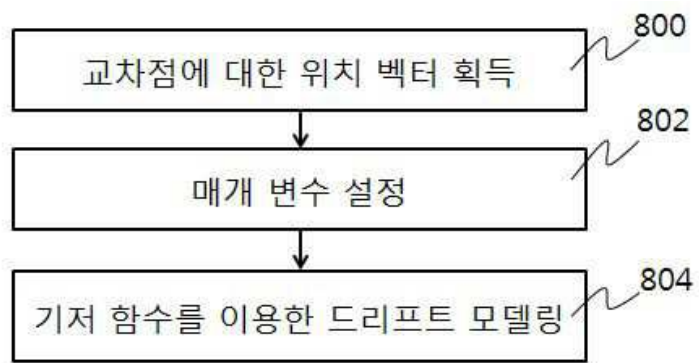 800
교차점에 대한 위치 벡터 획득
802
매개 변수 설정
804
기저 함수를 이용한 드리프트 모델링